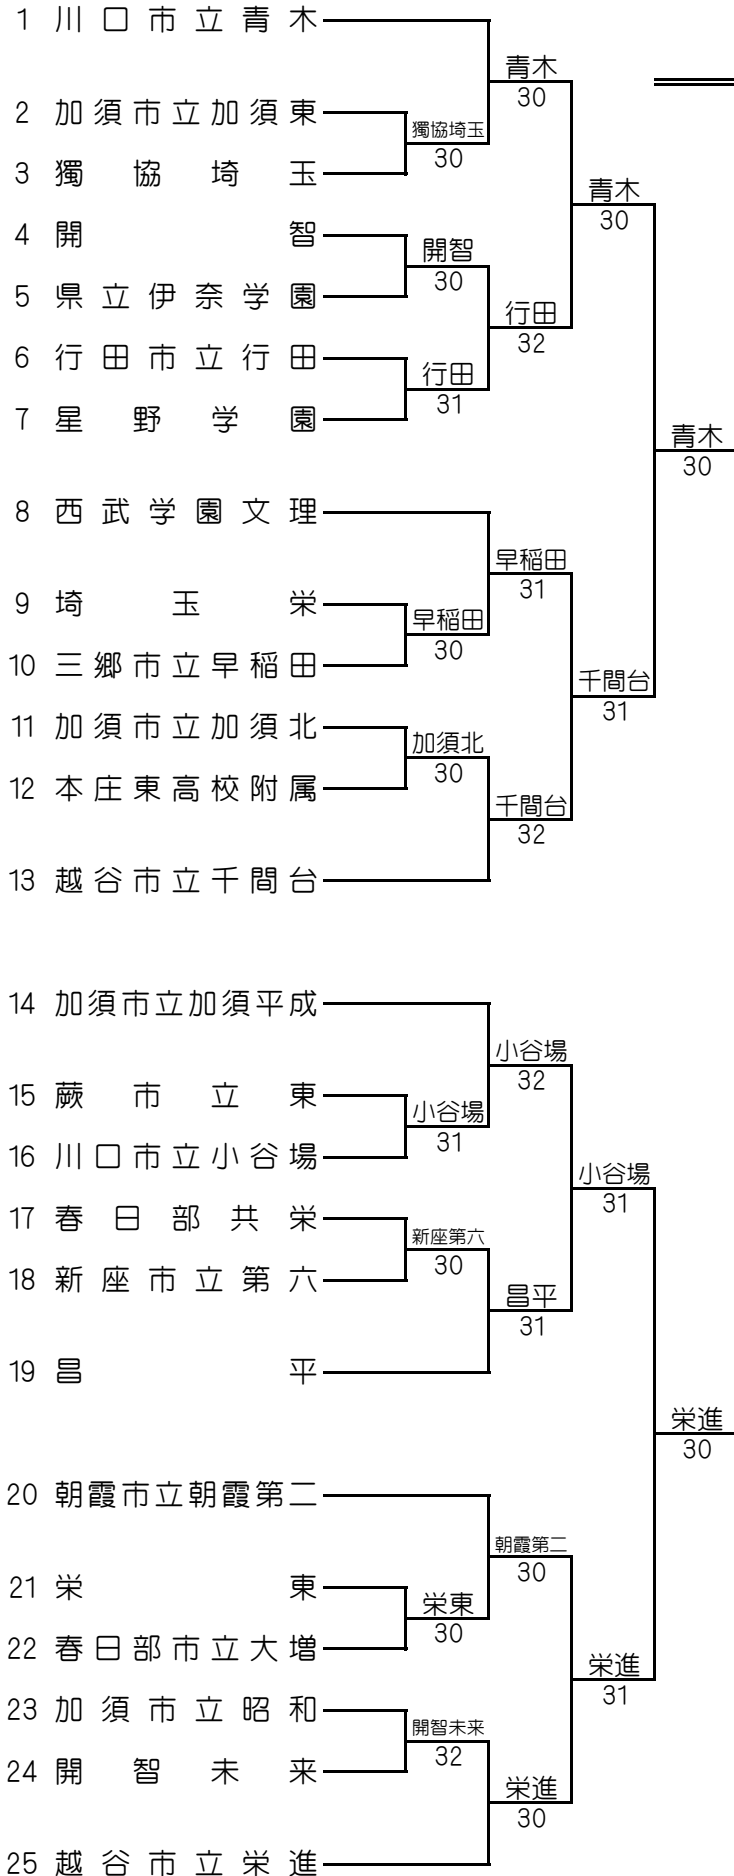 1 川口市立青木
青木
30
2 加須市立加須東
獨協埼玉
30
3 獨協埼玉
青木
30
4 開智
開智
30
5 県立伊奈学園
行田
32
6 行田市立行田
行田
31
7 星野学園
青木
30
8 西武学園文理
早稲田
31
9 埼玉栄
早稲田
30
10 三郷市立早稲田
千間台
31
11 加須市立加須北
加須北
30
12 本庄東高校附属
千間台
32
13 越谷市立千間台
14 加須市立加須平成
小谷場
32
15 蕨市立東
小谷場
31
16 川口市立小谷場
小谷場
31
17 春日部共栄
新座第六
30
18 新座市立第六
昌平
31
19 昌平
栄進
30
20 朝霞市立朝霞第二
朝霞第二
30
21 栄東
栄東
30
22 春日部市立大増
栄進
31
23 加須市立昭和
開智未来
32
24 開智未来
栄進
30
25 越谷市立栄進